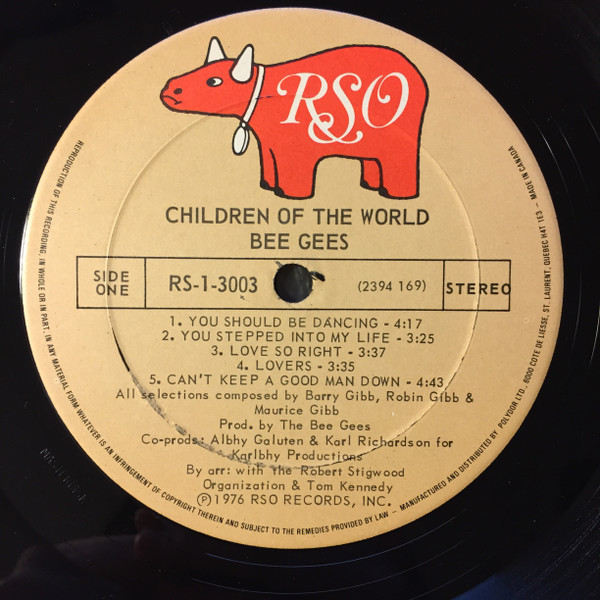 RSO
CHILDREN OF THE WORLD
BEE GEES
SIDE ONE
RS-1-3003
(2394 169)
STEREO
1. YOU SHOULD BE DANCING - 4:17
2. YOU STEPPED INTO MY LIFE - 3:25
3. LOVE SO RIGHT - 3:37
4. LOVERS - 3:35
5. CAN'T KEEP A GOOD MAN DOWN - 4:43
All selections composed by Barry Gibb, Robin Gibb &
Maurice Gibb
Prod. by The Bee Gees
Co-prods: Albhy Galuten & Karl Richardson for
Karlbhy Productions
By arr: with the Robert Stigwood
Organization & Tom Kennedy
Ⓟ1976 RSO RECORDS, INC.
REPRODUCTION OF THIS RECORDING, IN WHOLE OR IN PART, IN ANY MATERIAL FORM WHATEVER IS AN INFRINGEMENT OF COPYRIGHT THEREIN AND SUBJECT TO THE REMEDIES PROVIDED BY LAW — MANUFACTURED AND DISTRIBUTED BY POLYDOR LTD. 6000 COTE DE LIESSE, ST. LAURENT, QUEBEC H4T 1E3 — MADE IN CANADA